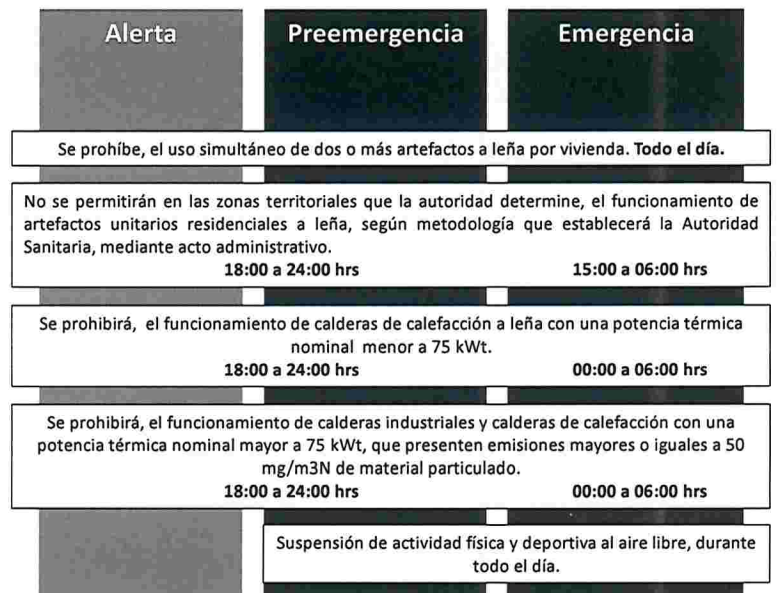 Alerta Preemergencia Emergencia
Se prohíbe, el uso simultáneo de dos o más artefactos a leña por vivienda. Todo el día.
No se permitirán en las zonas territoriales que la autoridad determine, el funcionamiento de
artefactos unitarios residenciales a leña, según metodología que establecerá la Autoridad
Sanitaria, mediante acto administrativo.
18:00 a 24:00 hrs 15:00 a 06:00 hrs
Se prohibirá, el funcionamiento de calderas de calefacción a leña con una potencia térmica
nominal menor a 75 kWt.
18:00 a 24:00 hrs 00:00 a 06:00 hrs
Se prohibirá, el funcionamiento de calderas industriales y calderas de calefacción con una
potencia térmica nominal mayor a 75 kWt, que presenten emisiones mayores o iguales a 50
mg/m3N de material particulado.
18:00 a 24:00 hrs 00:00 a 06:00 hrs
Suspensión de actividad física y deportiva al aire libre, durante
todo el día.